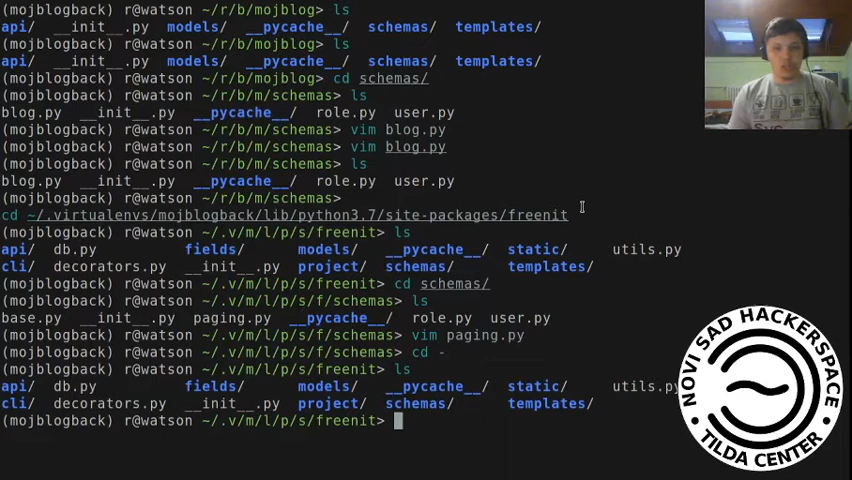 (mojblogback) r@watson ~/r/b/mojblog> ls
api/  __init__.py  models/  __pycache__/  schemas/  templates/
(mojblogback) r@watson ~/r/b/mojblog> ls
api/  __init__.py  models/  __pycache__/  schemas/  templates/
(mojblogback) r@watson ~/r/b/mojblog> cd schemas/
(mojblogback) r@watson ~/r/b/m/schemas> ls
blog.py  __init__.py  __pycache__/  role.py  user.py
(mojblogback) r@watson ~/r/b/m/schemas> vim blog.py
(mojblogback) r@watson ~/r/b/m/schemas> vim blog.py
(mojblogback) r@watson ~/r/b/m/schemas> ls
blog.py  __init__.py  __pycache__/  role.py  user.py
(mojblogback) r@watson ~/r/b/m/schemas>
cd ~/.virtualenvs/mojblogback/lib/python3.7/site-packages/freenit
(mojblogback) r@watson ~/.v/m/l/p/s/freenit> ls
api/  db.py  fields/  models/  __pycache__/  static/  utils.py
cli/  decorators.py  __init__.py  project/  schemas/  templates/
(mojblogback) r@watson ~/.v/m/l/p/s/freenit> cd schemas/
(mojblogback) r@watson ~/.v/m/l/p/s/f/schemas> ls
base.py  __init__.py  paging.py  __pycache__/  role.py  user.py
(mojblogback) r@watson ~/.v/m/l/p/s/f/schemas> vim paging.py
(mojblogback) r@watson ~/.v/m/l/p/s/f/schemas> cd -
(mojblogback) r@watson ~/.v/m/l/p/s/freenit> ls
api/  db.py  fields/  models/  __pycache__/  static/  utils.py
cli/  decorators.py  __init__.py  project/  schemas/  templates/
(mojblogback) r@watson ~/.v/m/l/p/s/freenit>
NOVI SAD HACKERSPACE
TILDA CENTER